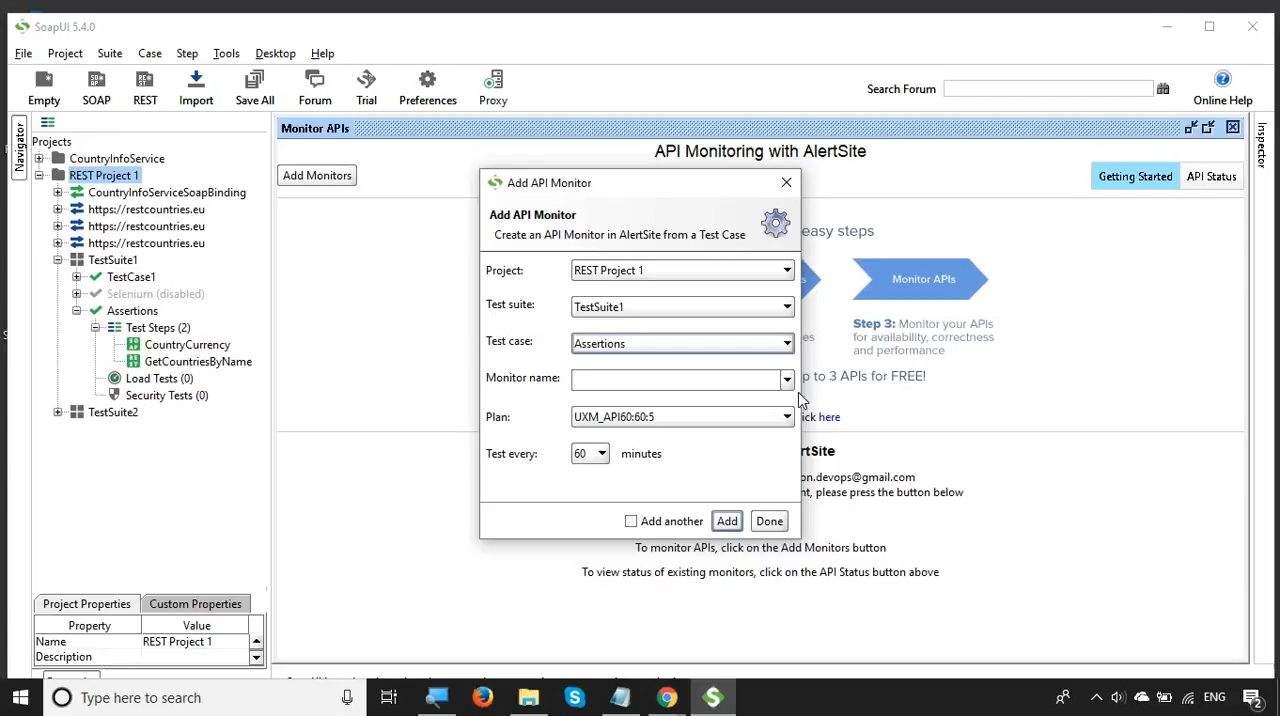 SoapUI 5.4.0
File Project Suite Case Step Tools Desktop Help
Empty SOAP REST Import Save All Forum Trial Preferences Proxy
Search Forum
Online Help
Navigator
Projects
CountryInfoService
REST Project 1
CountryInfoServiceSoapBinding
https://restcountries.eu
https://restcountries.eu
https://restcountries.eu
TestSuite1
TestCase1
Selenium (disabled)
Assertions
Test Steps (2)
CountryCurrency
GetCountriesByName
Load Tests (0)
Security Tests (0)
TestSuite2
Project Properties Custom Properties
Property Value
Name REST Project 1
Description
Monitor APIs
API Monitoring with AlertSite
Add Monitors
Getting Started API Status
easy steps
Monitor APIs
Step 3: Monitor your APIs
for availability, correctness
and performance
p to 3 APIs for FREE!
ick here
rtSite
on.devops@gmail.com
nt, please press the button below
To monitor APIs, click on the Add Monitors button
To view status of existing monitors, click on the API Status button above
Add API Monitor
Add API Monitor
Create an API Monitor in AlertSite from a Test Case
Project: REST Project 1
Test suite: TestSuite1
Test case: Assertions
Monitor name:
Plan: UXM_API60:60:5
Test every: 60 minutes
Add another Add Done
Inspector
Type here to search
ENG
2